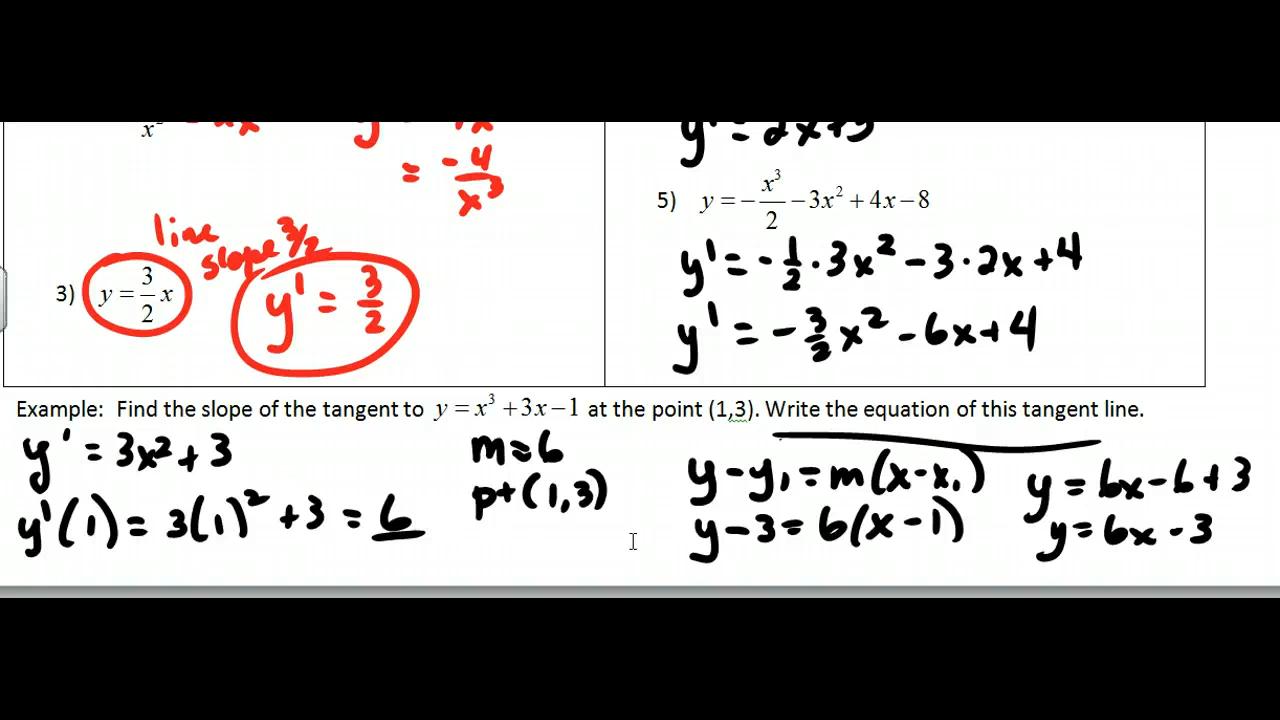 x²
= -4
x³
line
slope 3/2
3) y = 3/2 x
y' = 3/2
y' = 2x+
5) y = -x³/2 - 3x² + 4x - 8
y' = -1/2 · 3x² - 3 · 2x + 4
y' = -3/2 x² - 6x + 4
Example: Find the slope of the tangent to y = x³ + 3x - 1 at the point (1,3). Write the equation of this tangent line.
y' = 3x² + 3
y'(1) = 3(1)² + 3 = 6
m = 6
pt (1,3)
y - y₁ = m(x - x₁)
y - 3 = 6(x - 1)
y = 6x - 6 + 3
y = 6x - 3